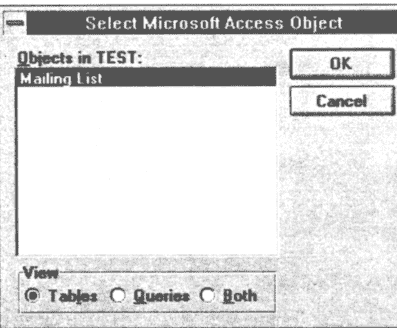 Select Microsoft Access Object
Objects in TEST:
Mailing List
OK
Cancel
View
Tables Queries Both